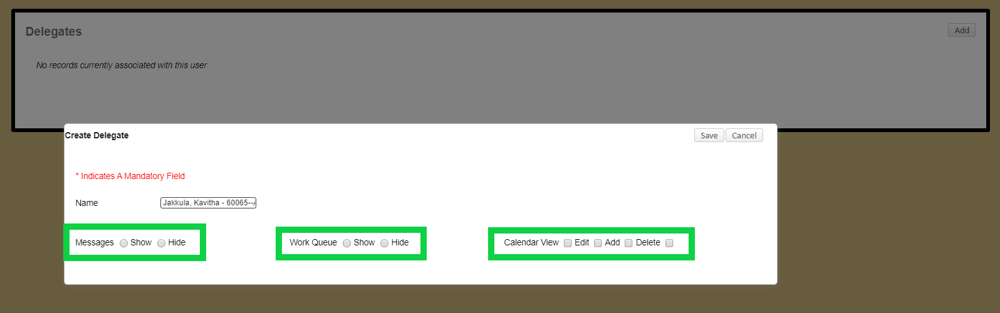 Delegates
Add
No records currently associated with this user
Create Delegate
Save Cancel
* Indicates A Mandatory Field
Name Jakkula, Kavitha - 60065--
Messages Show Hide Work Queue Show Hide Calendar View Edit Add Delete